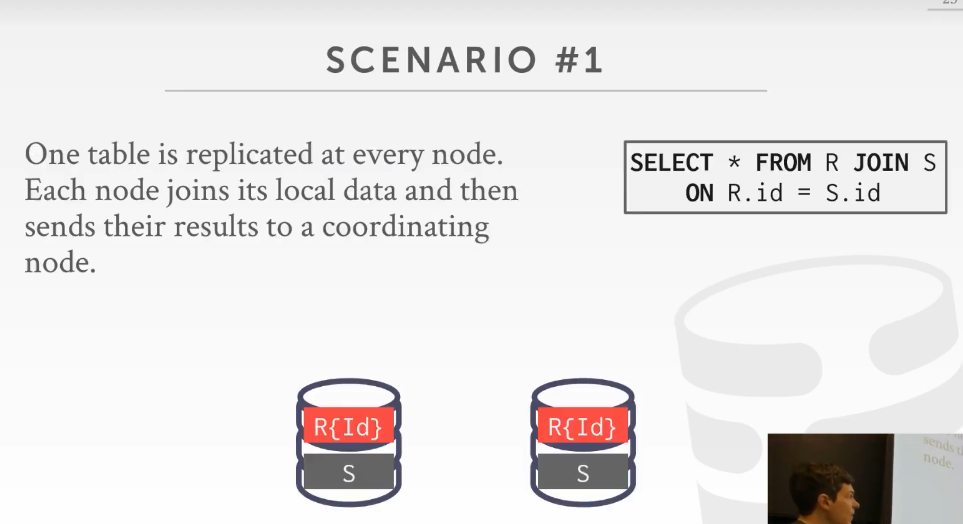 SCENARIO #1
One table is replicated at every node.
Each node joins its local data and then
sends their results to a coordinating
node.
SELECT * FROM R JOIN S
ON R.id = S.id
R{Id}
S
R{Id}
S
node.